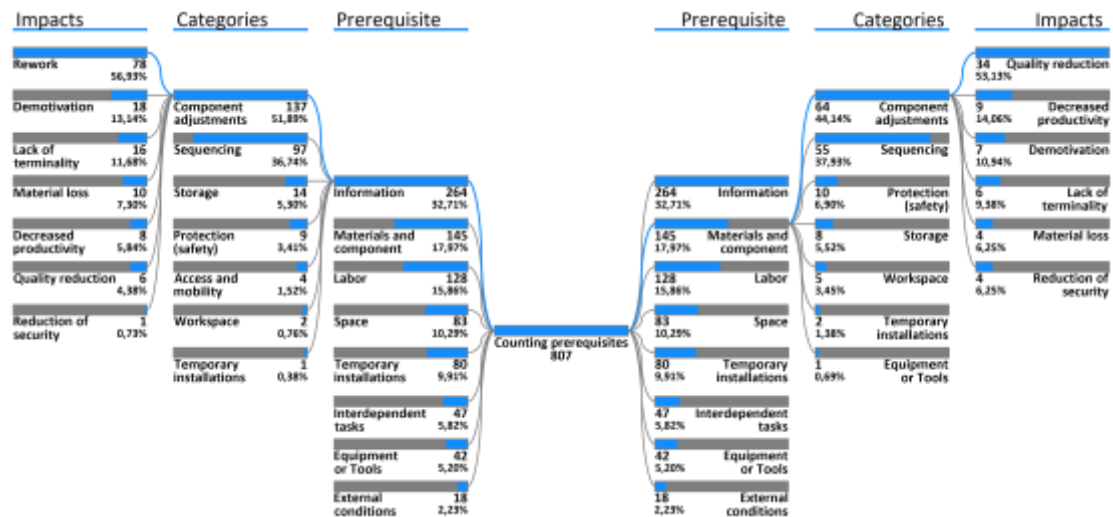 Impacts
Categories
Prerequisite
Prerequisite
Categories
Impacts
Rework 78
56,93%
Demotivation 18
13,14%
Lack of 16
terminality 11,68%
Material loss 10
7,30%
Decreased 8
productivity 5,84%
Quality reduction 6
4,38%
Reduction of 1
security 0,73%
Component 137
adjustments 51,89%
Sequencing 97
36,74%
Storage 14
5,30%
Protection 9
(safety) 3,41%
Access and 4
mobility 1,52%
Workspace 2
0,76%
Temporary 1
installations 0,38%
Information 264
32,71%
Materials and 145
component 17,97%
Labor 128
15,86%
Space 83
10,29%
Temporary 80
installations 9,91%
Interdependent 47
tasks 5,82%
Equipment 42
or Tools 5,20%
External 18
conditions 2,23%
Counting prerequisites
807
264 Information
32,71%
145 Materials and
17,97% component
128 Labor
15,86%
83 Space
10,29%
80 Temporary
9,91% installations
47 Interdependent
5,82% tasks
42 Equipment
5,20% or Tools
18 External
2,23% conditions
64 Component
44,14% adjustments
55 Sequencing
37,93%
10 Protection
6,90% (safety)
8 Storage
5,52%
5 Workspace
3,45%
2 Temporary
1,38% installations
1 Equipment
0,69% or Tools
34 Quality reduction
53,13%
9 Decreased
14,06% productivity
7 Demotivation
10,94%
6 Lack of
9,38% terminality
4 Material loss
6,25%
4 Reduction of
6,25% security